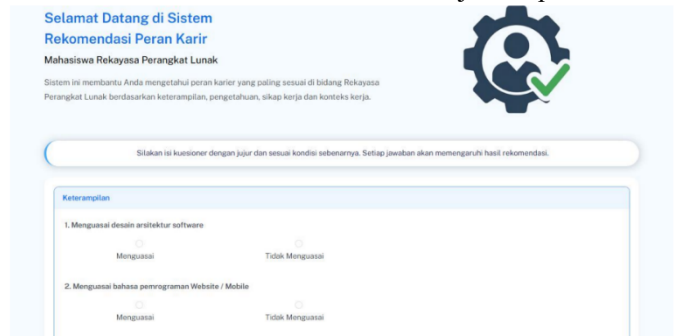 Selamat Datang di Sistem
Rekomendasi Peran Karir
Mahasiswa Rekayasa Perangkat Lunak
Sistem ini membantu Anda mengetahui peran karier yang paling sesuai di bidang Rekayasa
Perangkat Lunak berdasarkan keterampilan, pengetahuan, sikap kerja dan konteks kerja.
Silakan isi kuesioner dengan jujur dan sesuai kondisi sebenarnya. Setiap jawaban akan memengaruhi hasil rekomendasi.
Keterampilan
1. Menguasai desain arsitektur software
Menguasai Tidak Menguasai
2. Menguasai bahasa pemrograman Website / Mobile
Menguasai Tidak Menguasai